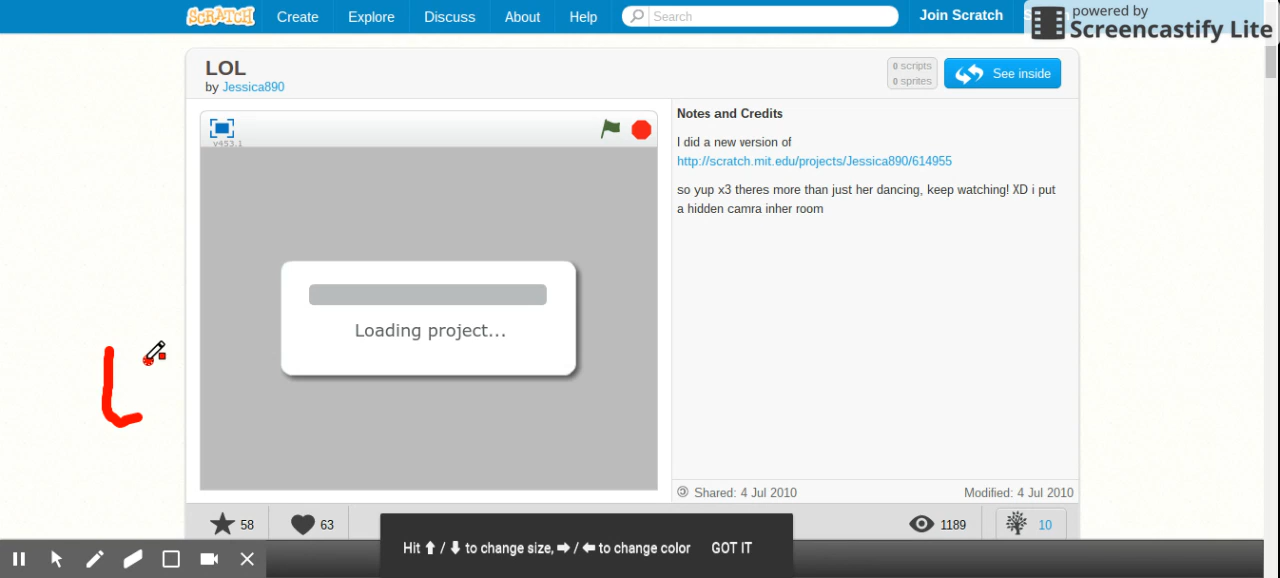 SCRATCH Create Explore Discuss About Help Search Join Scratch
powered by
Screencastify Lite
LOL
by Jessica890
0 scripts
0 sprites
See inside
v453.1
Loading project...
Notes and Credits
I did a new version of
http://scratch.mit.edu/projects/Jessica890/614955
so yup x3 theres more than just her dancing, keep watching! XD i put
a hidden camra inher room
Shared: 4 Jul 2010 Modified: 4 Jul 2010
58 63 1189 10
Hit ⬆ / ⬇ to change size, ➡ / ⬅ to change color GOT IT
L